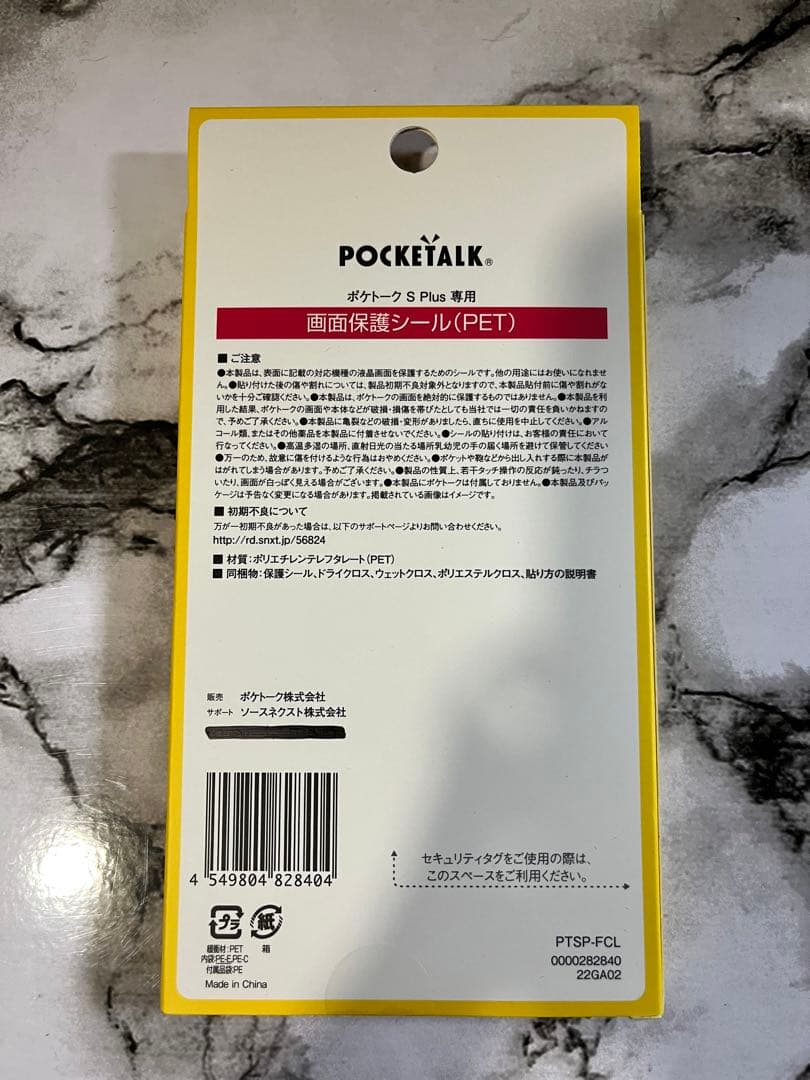 POCKETALK®
ポケトーク S Plus 専用
画面保護シール(PET)
■ ご注意
●本製品は、表面に記載の対応機種の液晶画面を保護するためのシールです。他の用途にはお使いになれませ
ん。●貼り付けた後の傷や割れについては、製品初期不良対象外となりますので、本製品貼付前に傷や割れがな
いかを十分ご確認ください。●本製品は、ポケトークの画面を絶対的に保護するものではありません。●本製品を利
用した結果、ポケトークの画面や本体などが破損・損傷を帯びたとしても当社では一切の責任を負いかねますの
で、予めご了承ください。●本製品に亀裂などの破損・変形がありましたら、直ちに使用を中止してください。●アル
コール類、またはその他薬品を本製品に付着させないでください。●シールの貼り付けは、お客様の責任において
行なってください。●高温多湿の場所、直射日光の当たる場所乳幼児の手の届く場所を避けて保管してください
●万一のため、故意に傷を付けるような行為はおやめください。●ポケットや鞄などから出し入れする際に本製品が
はがれてしまう場合があります。予めご了承ください。●製品の性質上、若干タッチ操作の反応が鈍ったり、チラつ
いたり、画面が白っぽく見える場合がございます。●本製品にポケトークは付属しておりません。●本製品及びパッ
ケージは予告なく変更になる場合があります。掲載されている画像はイメージです。
■ 初期不良について
万が一初期不良があった場合は、以下のサポートページよりお問い合わせください。
http://rd.snxt.jp/56824
■ 材質：ポリエチレンテレフタレート(PET)
■ 同梱物：保護シール、ドライクロス、ウェットクロス、ポリエステルクロス、貼り方の説明書
販売 ポケトーク株式会社
サポート ソースネクスト株式会社
4 549804 828404
セキュリティタグをご使用の際は、
このスペースをご利用ください。
プラ 紙
緩衝材：PET 箱
内袋:PE-E,PE-C
付属品袋:PE
Made in China
PTSP-FCL
0000282840
22GA02